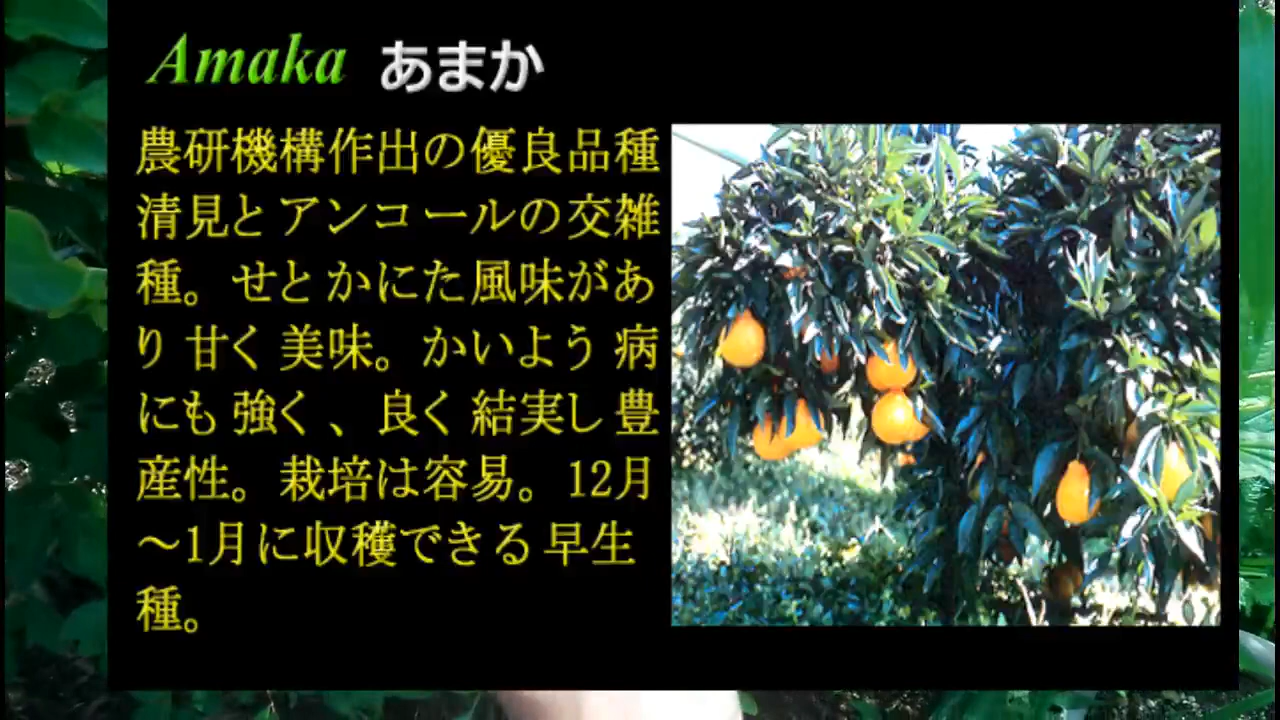 Amaka あまか
農研機構作出の優良品種
清見とアンコールの交雑
種。せとかにた風味があ
り甘く美味。かいよう病
にも強く、良く結実し豊
産性。栽培は容易。12月
～1月に収穫できる早生
種。